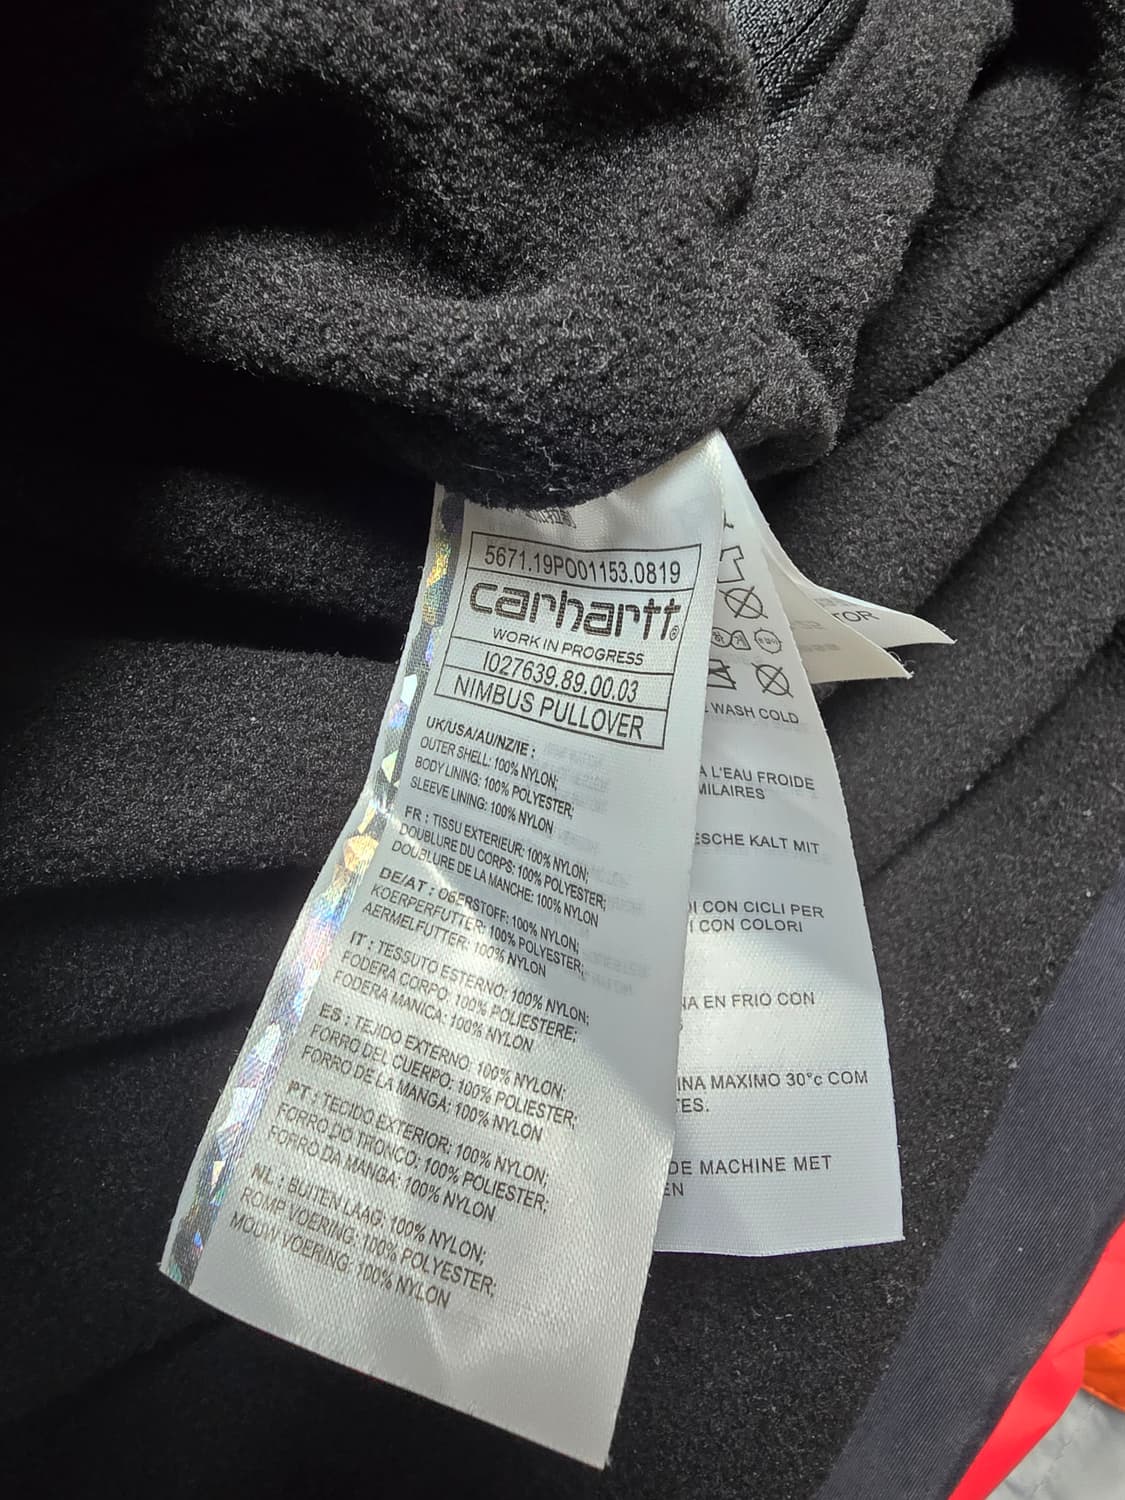 5671.19PO01153.0819
carhartt®
WORK IN PROGRESS
I027639.89.00.03
NIMBUS PULLOVER
UK/USA/AU/NZ/IE :
OUTER SHELL: 100% NYLON;
BODY LINING: 100% POLYESTER;
SLEEVE LINING: 100% NYLON
FR : TISSU EXTERIEUR: 100% NYLON;
DOUBLURE DU CORPS: 100% POLYESTER;
DOUBLURE DE LA MANCHE: 100% NYLON
DE/AT : OBERSTOFF: 100% NYLON;
KOERPERFUTTER: 100% POLYESTER;
AERMELFUTTER: 100% NYLON
IT : TESSUTO ESTERNO: 100% NYLON;
FODERA CORPO: 100% POLIESTERE;
FODERA MANICA: 100% NYLON
ES : TEJIDO EXTERNO: 100% NYLON;
FORRO DEL CUERPO: 100% POLIESTER;
FORRO DE LA MANGA: 100% NYLON
PT : TECIDO EXTERIOR: 100% NYLON;
FORRO DO TRONCO: 100% POLIESTER;
FORRO DA MANGA: 100% NYLON
NL : BUITEN LAAG: 100% NYLON;
ROMP VOERING: 100% POLYESTER;
MOUW VOERING: 100% NYLON
TOR
WASH COLD
A L'EAU FROIDE
MILAIRES
ESCHE KALT MIT
DI CON CICLI PER
I CON COLORI
NA EN FRIO CON
INA MAXIMO 30°c COM
TES.
DE MACHINE MET
EN